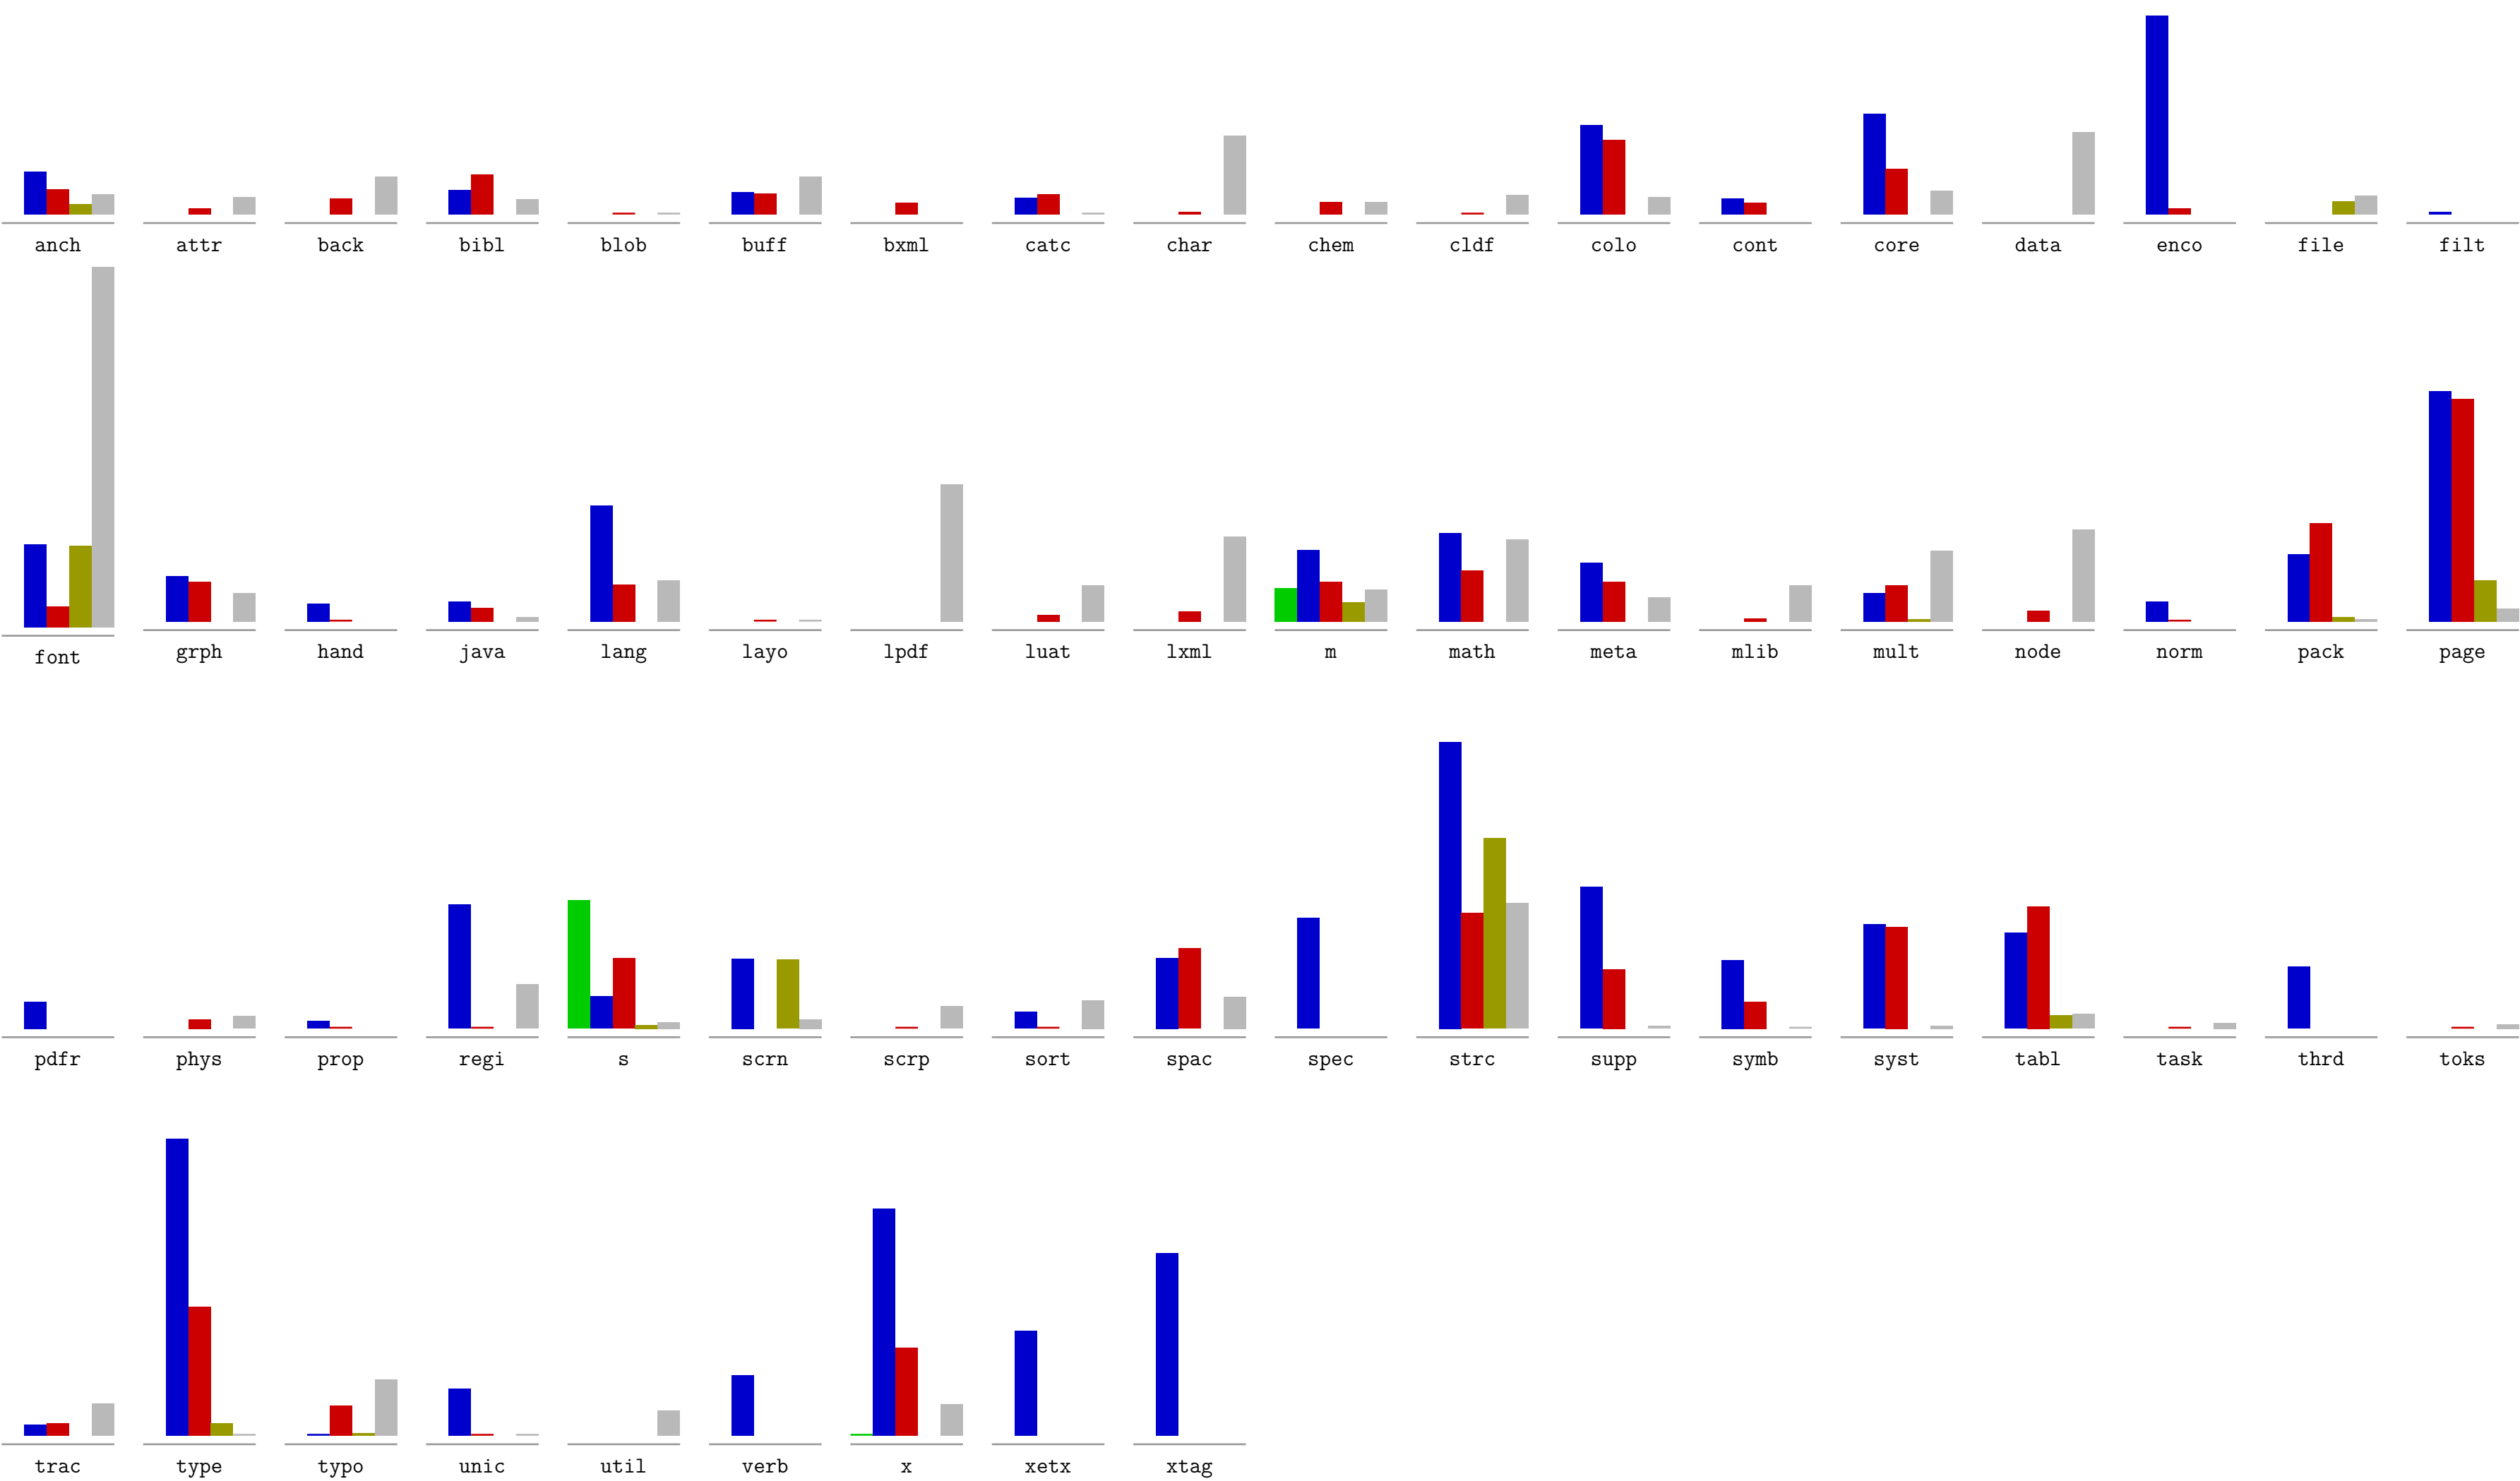 anch attr back bibl blob buff bxml catc char chem cldf colo cont core data enco file filt
font grph hand java lang layo lpdf luat lxml m math meta mlib mult node norm pack page
pdfr phys prop regi s scrn scrp sort spac spec strc supp symb syst tabl task thrd toks
trac type typo unic util verb x xetx xtag